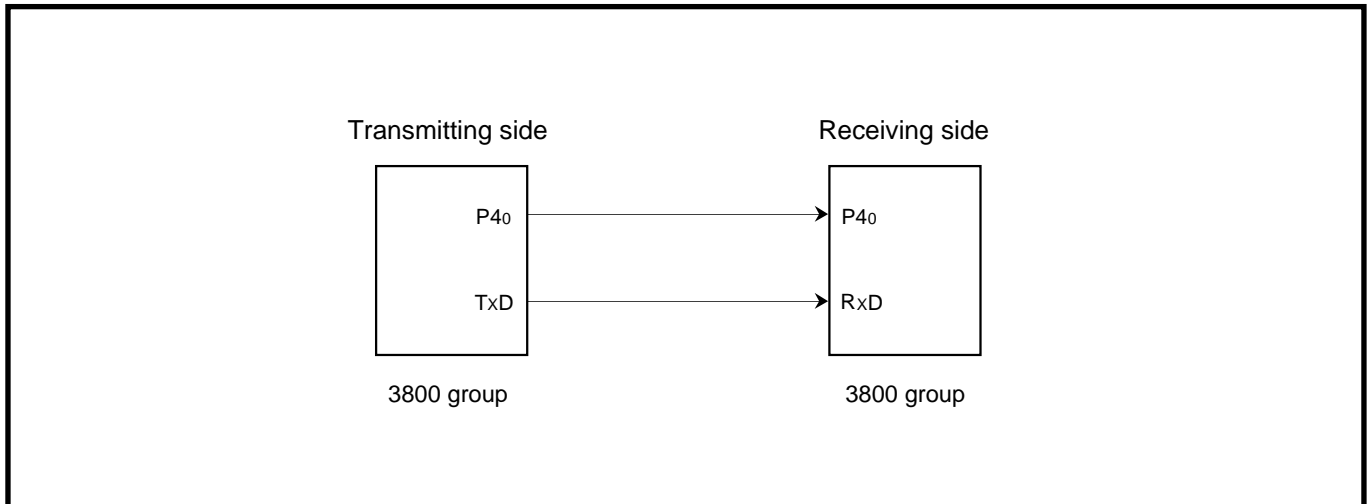 Transmitting side
Receiving side
P40
P40
TxD
RxD
3800 group
3800 group